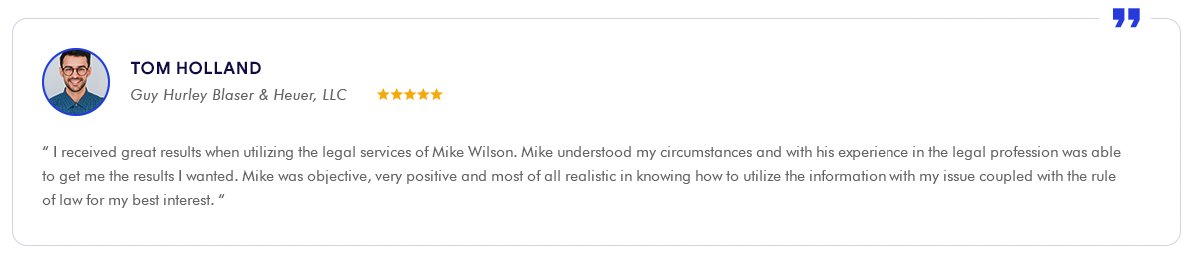 TOM HOLLAND
Guy Hurley Blaser & Heuer, LLC
“ I received great results when utilizing the legal services of Mike Wilson. Mike understood my circumstances and with his experience in the legal profession was able
to get me the results I wanted. Mike was objective, very positive and most of all realistic in knowing how to utilize the information with my issue coupled with the rule
of law for my best interest. “